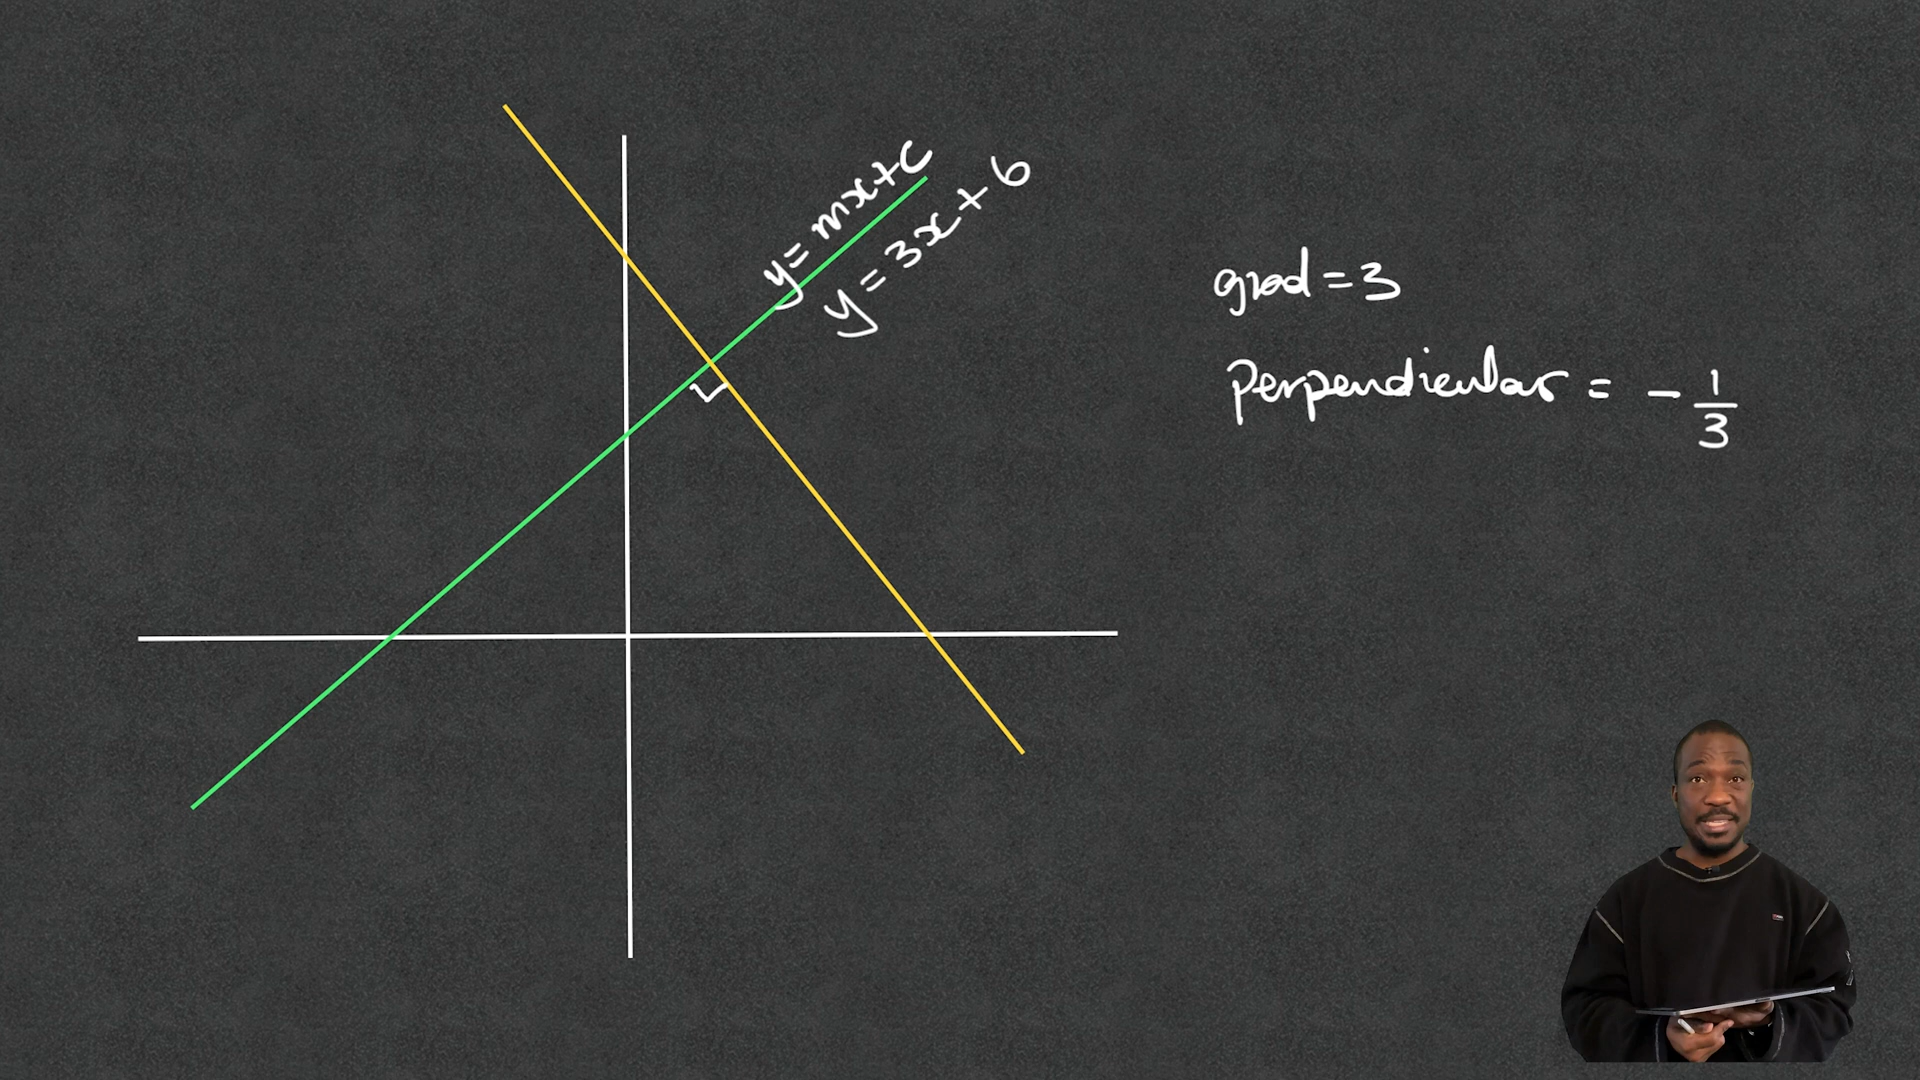 y = mx+c
y = 3x + 6
grad = 3
perpendicular = - 1/3